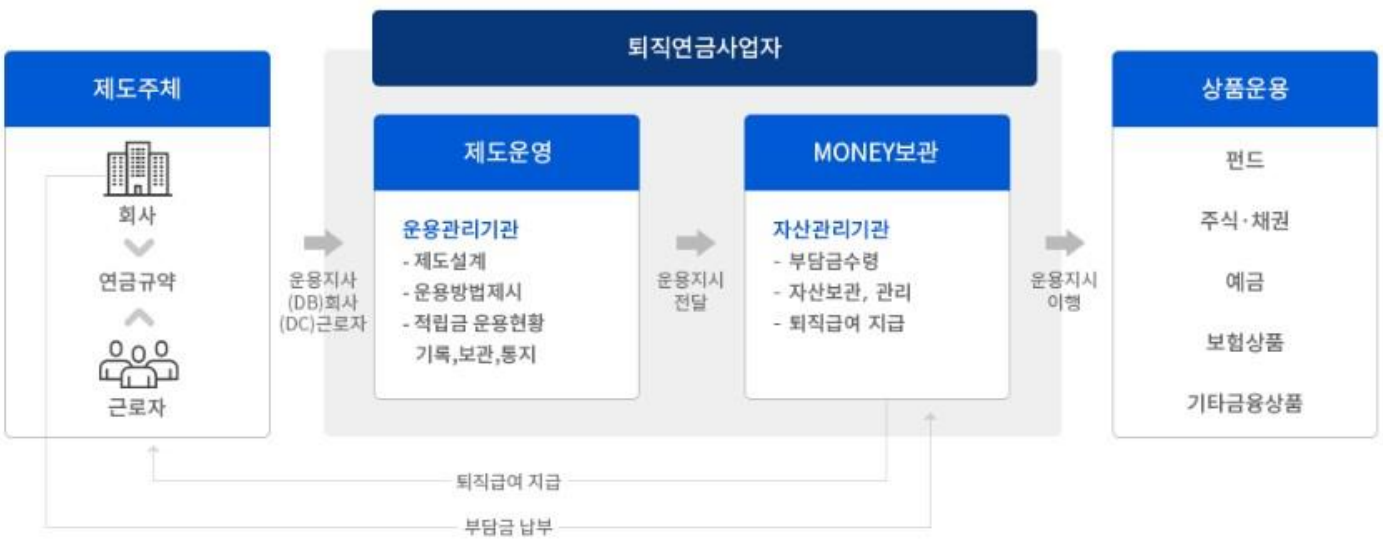 퇴직연금사업자
제도주체
회사
연금규약
근로자
운용지사
(DB)회사
(DC)근로자
제도운영
운용관리기관
- 제도설계
- 운용방법제시
- 적립금 운용현황
기록,보관,통지
운용지시
전달
MONEY보관
자산관리기관
- 부담금수령
- 자산보관, 관리
- 퇴직급여 지급
운용지시
이행
상품운용
펀드
주식·채권
예금
보험상품
기타금융상품
퇴직급여 지급
부담금 납부